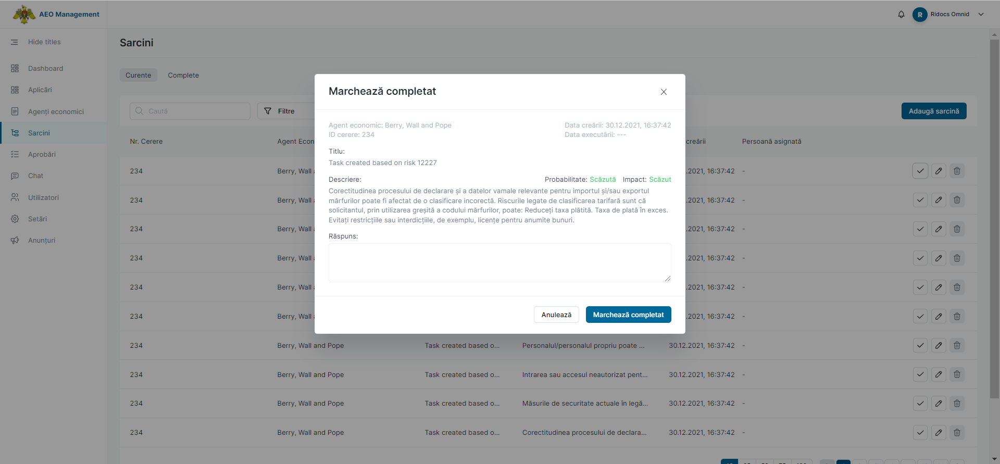 AEO Management
R
Ridocs Omnid
Hide titles
Dashboard
Aplicări
Agenți economici
Sarcini
Aprobări
Chat
Utilizatori
Setări
Anunțuri
Sarcini
Curente
Complete
Caută
Filtre
Adaugă sarcină
Nr. Cerere
Agent Econ
creării
Persoană asignată
234 Berry, Wall .2021, 16:37:42 -
234 Berry, Wall .2021, 16:37:42 -
234 Berry, Wall .2021, 16:37:42 -
234 Berry, Wall .2021, 16:37:42 -
234 Berry, Wall .2021, 16:37:42 -
234 Berry, Wall .2021, 16:37:42 -
234 Berry, Wall and Pope Task created based o... Personalul/personalul propriu poate ... 30.12.2021, 16:37:42 -
234 Berry, Wall and Pope Task created based o... Intrarea sau accesul neautorizat pent... 30.12.2021, 16:37:42 -
234 Berry, Wall and Pope Task created based o... Măsurile de securitate actuale în legă... 30.12.2021, 16:37:42 -
234 Berry, Wall and Pope Task created based o... Corectitudinea procesului de declara... 30.12.2021, 16:37:42 -
Marchează completat
Agent economic: Berry, Wall and Pope
Data creării: 30.12.2021, 16:37:42
ID cerere: 234
Data executării: ---
Titlu:
Task created based on risk 12227
Descriere:
Probabilitate: Scăzută Impact: Scăzut
Corectitudinea procesului de declarare și a datelor vamale relevante pentru importul și/sau exportul
mărfurilor poate fi afectat de o clasificare incorectă. Riscurile legate de clasificarea tarifară sunt că
solicitantul, prin utilizarea greșită a codului mărfurilor, poate: Reduceți taxa plătită. Taxa de plată în exces.
Evitați restricțiile sau interdicțiile, de exemplu, licențe pentru anumite bunuri.
Răspuns:
Anulează
Marchează completat